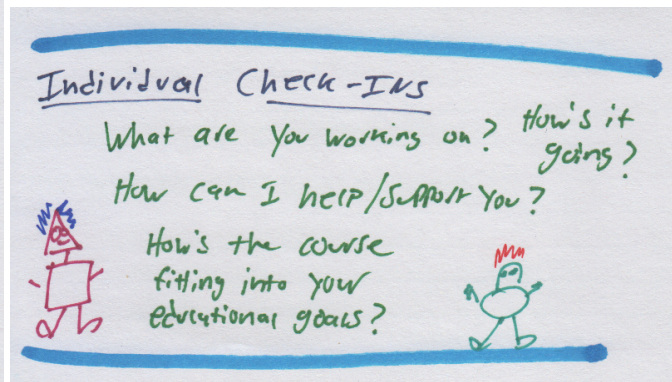 Individual Check-Ins
What are you working on? How's it
going?
How can I help/support you?
How's the course
fitting into your
educational goals?